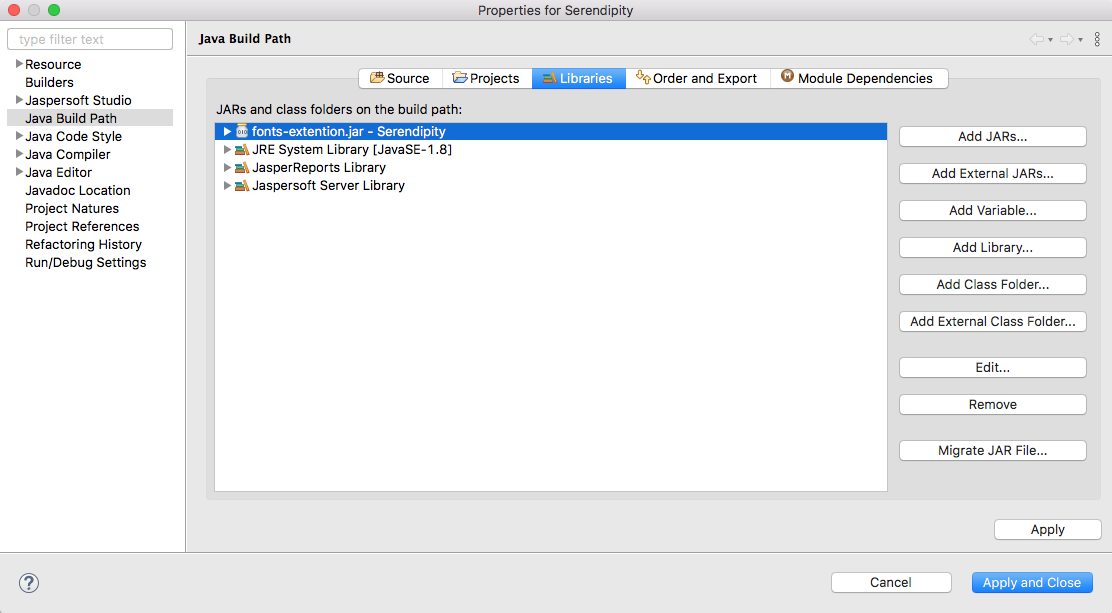 Properties for Serendipity
type filter text
Resource
Builders
Jaspersoft Studio
Java Build Path
Java Code Style
Java Compiler
Java Editor
Javadoc Location
Project Natures
Project References
Refactoring History
Run/Debug Settings
Java Build Path
Source Projects Libraries Order and Export M Module Dependencies
JARs and class folders on the build path:
010 fonts-extention.jar - Serendipity
JRE System Library [JavaSE-1.8]
JasperReports Library
Jaspersoft Server Library
Add JARs...
Add External JARs...
Add Variable...
Add Library...
Add Class Folder...
Add External Class Folder...
Edit...
Remove
Migrate JAR File...
Apply
?
Cancel
Apply and Close